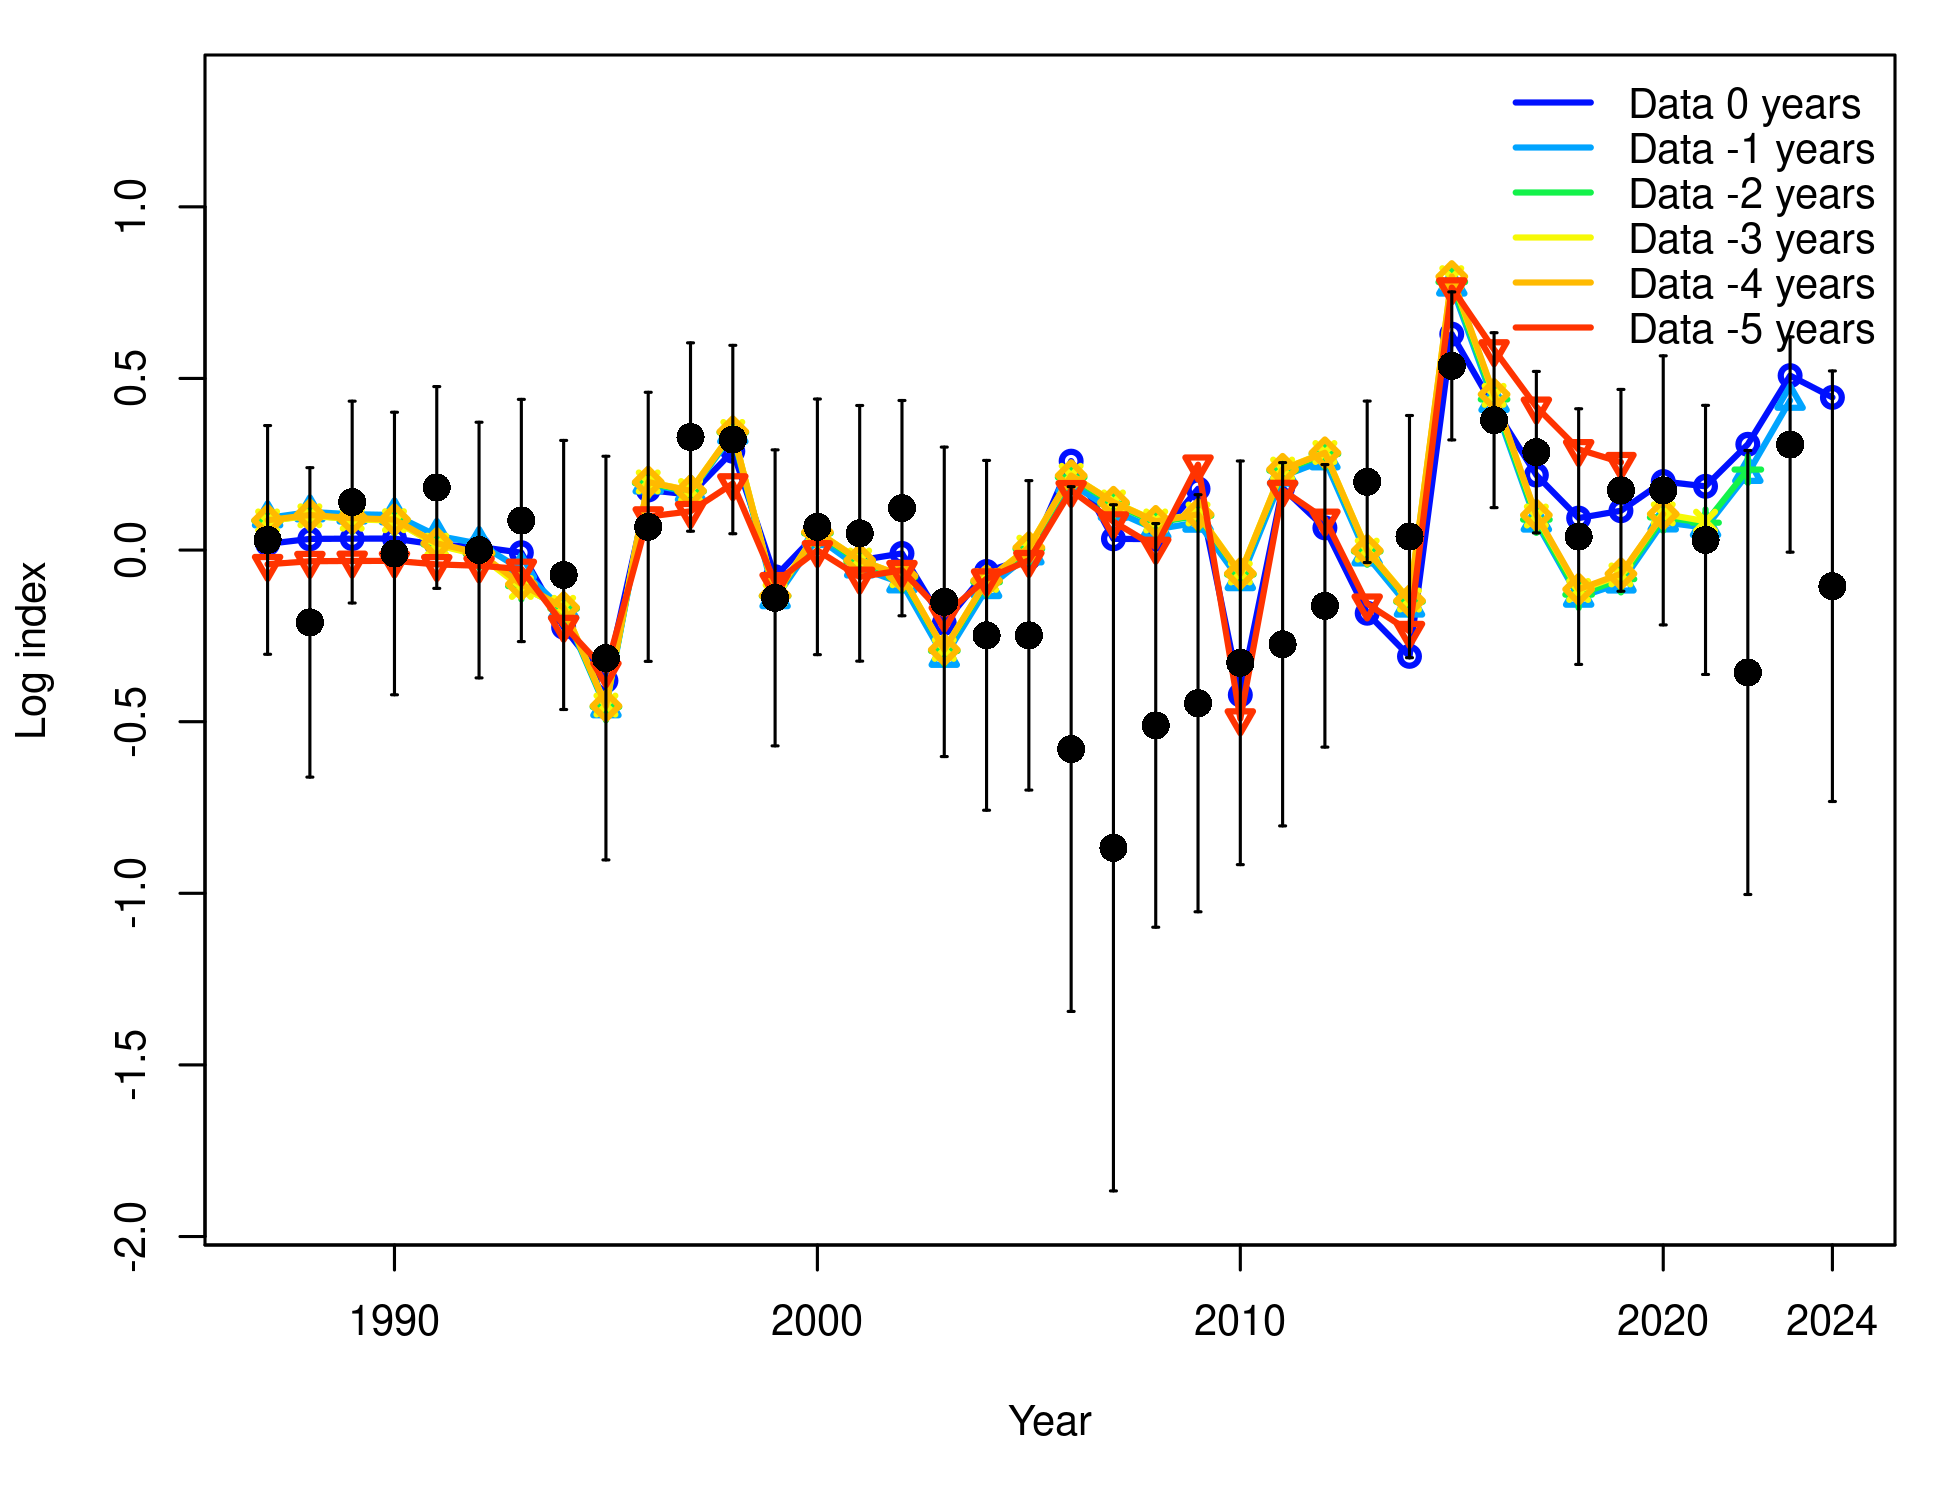 Data 0 years
Data -1 years
Data -2 years
Data -3 years
Data -4 years
Data -5 years
1.0
0.5
0.0
-0.5
-1.0
-1.5
-2.0
Log index
1990 2000 2010 2020 2024
Year